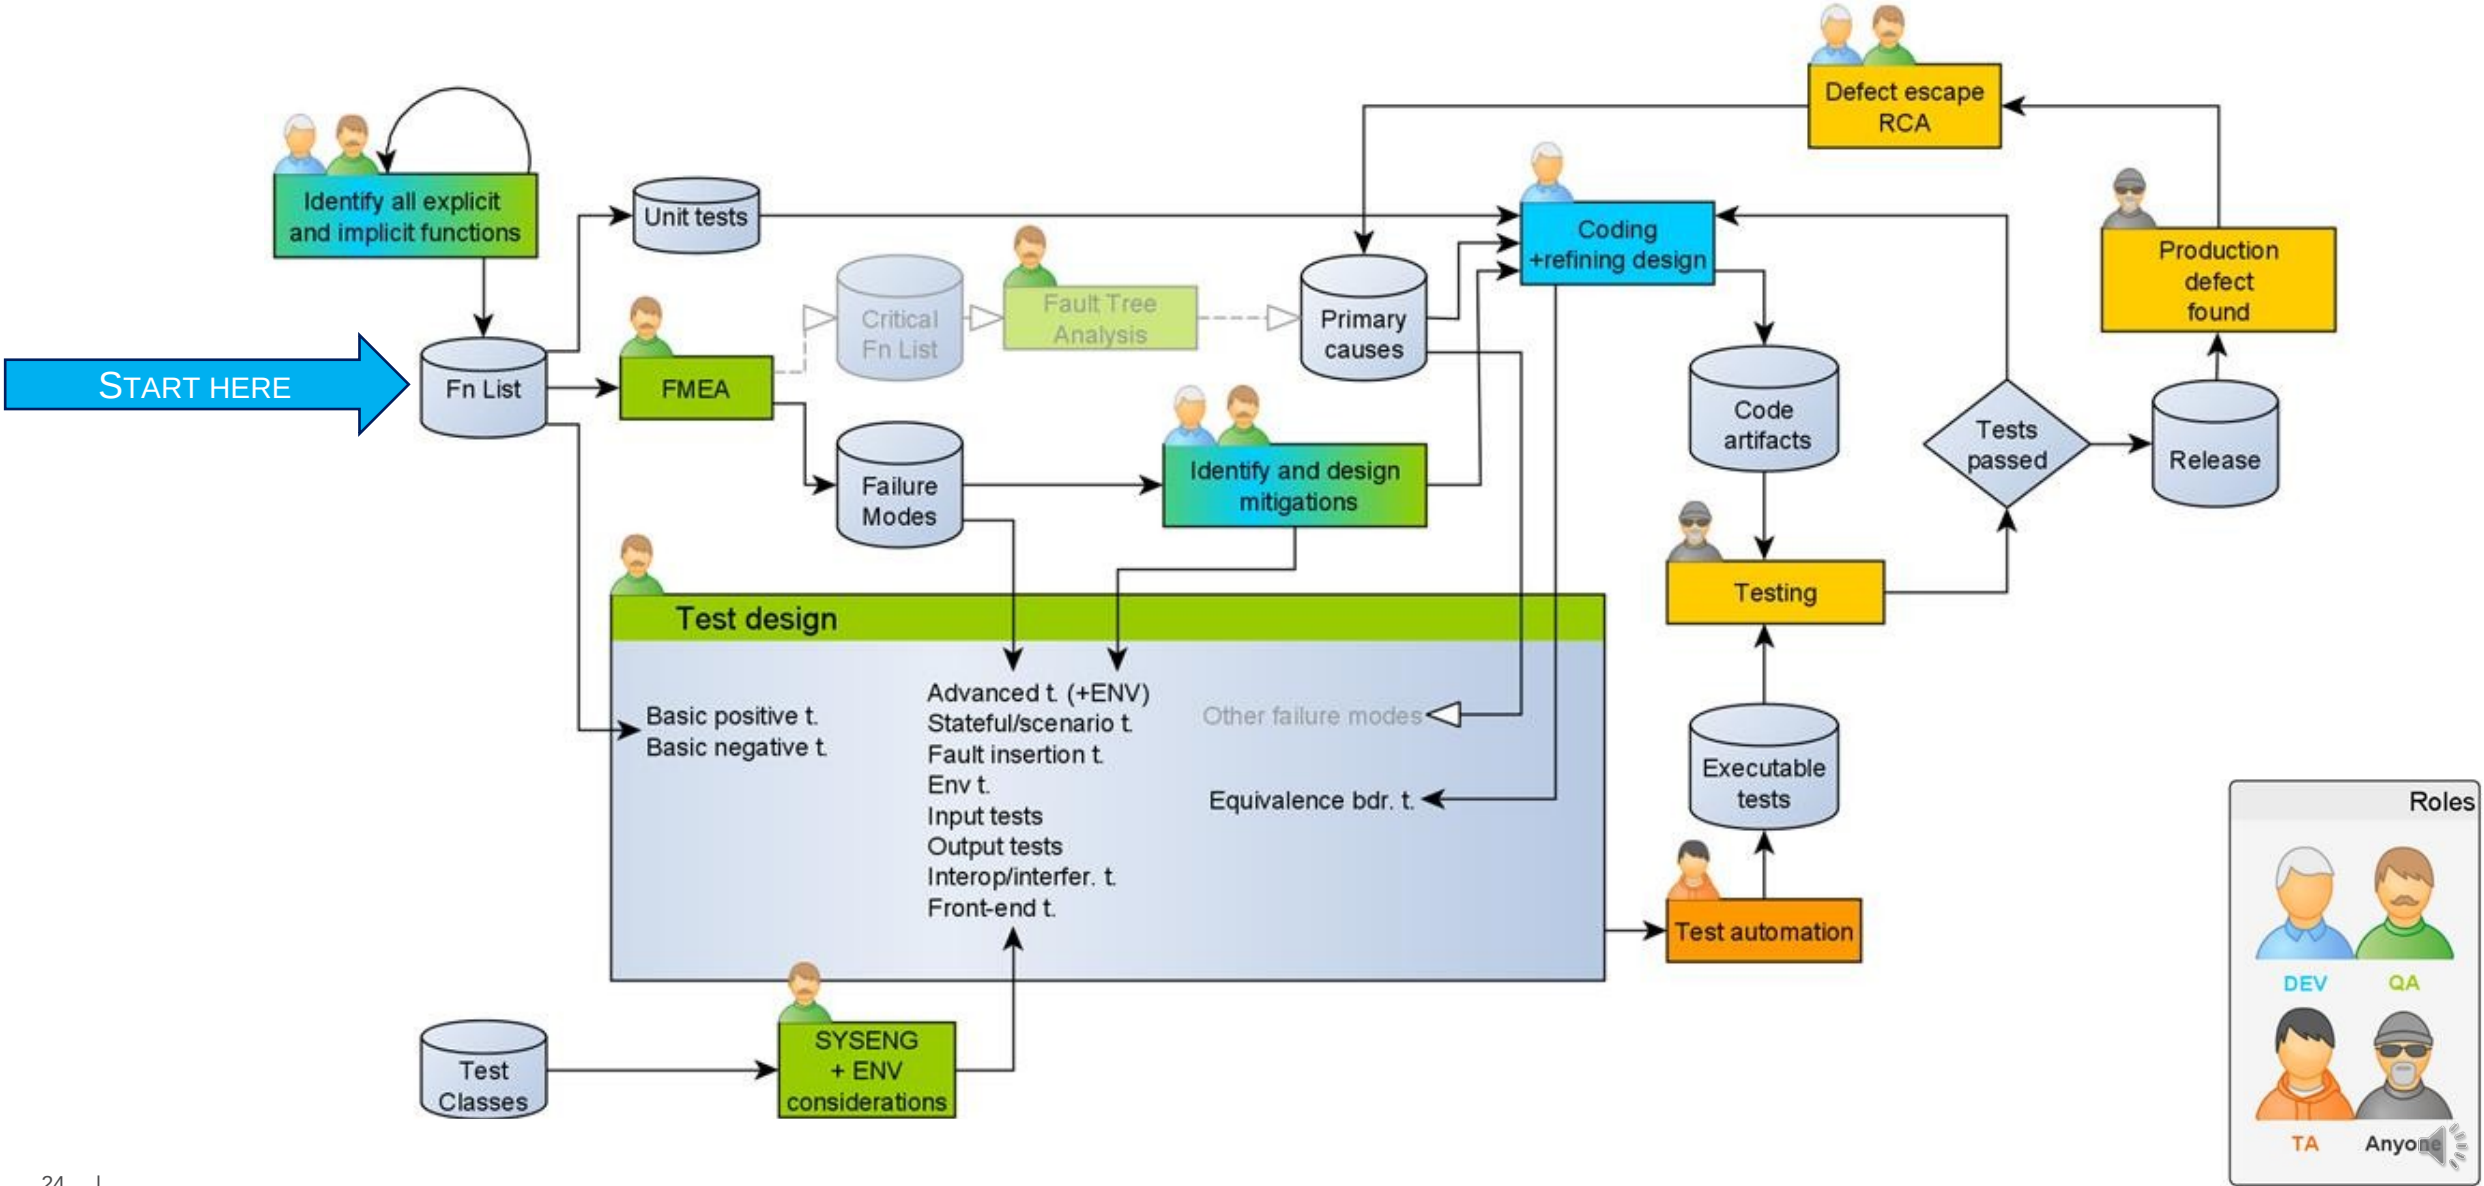 Defect escape
RCA
Identify all explicit
and implicit functions
Unit tests
Coding
+refining design
Production
defect
found
Critical
Fn List
Fault Tree
Analysis
Primary
causes
START HERE
Fn List
FMEA
Code
artifacts
Tests
passed
Release
Failure
Modes
Identify and design
mitigations
Testing
Test design
Basic positive t.
Basic negative t.
Advanced t. (+ENV)
Stateful/scenario t.
Fault insertion t.
Env t.
Input tests
Output tests
Interop/interfer. t.
Front-end t.
Other failure modes
Equivalence bdr. t.
Executable
tests
Test automation
Test
Classes
SYSENG
+ ENV
considerations
Roles
DEV
QA
TA
Anyone
24 |